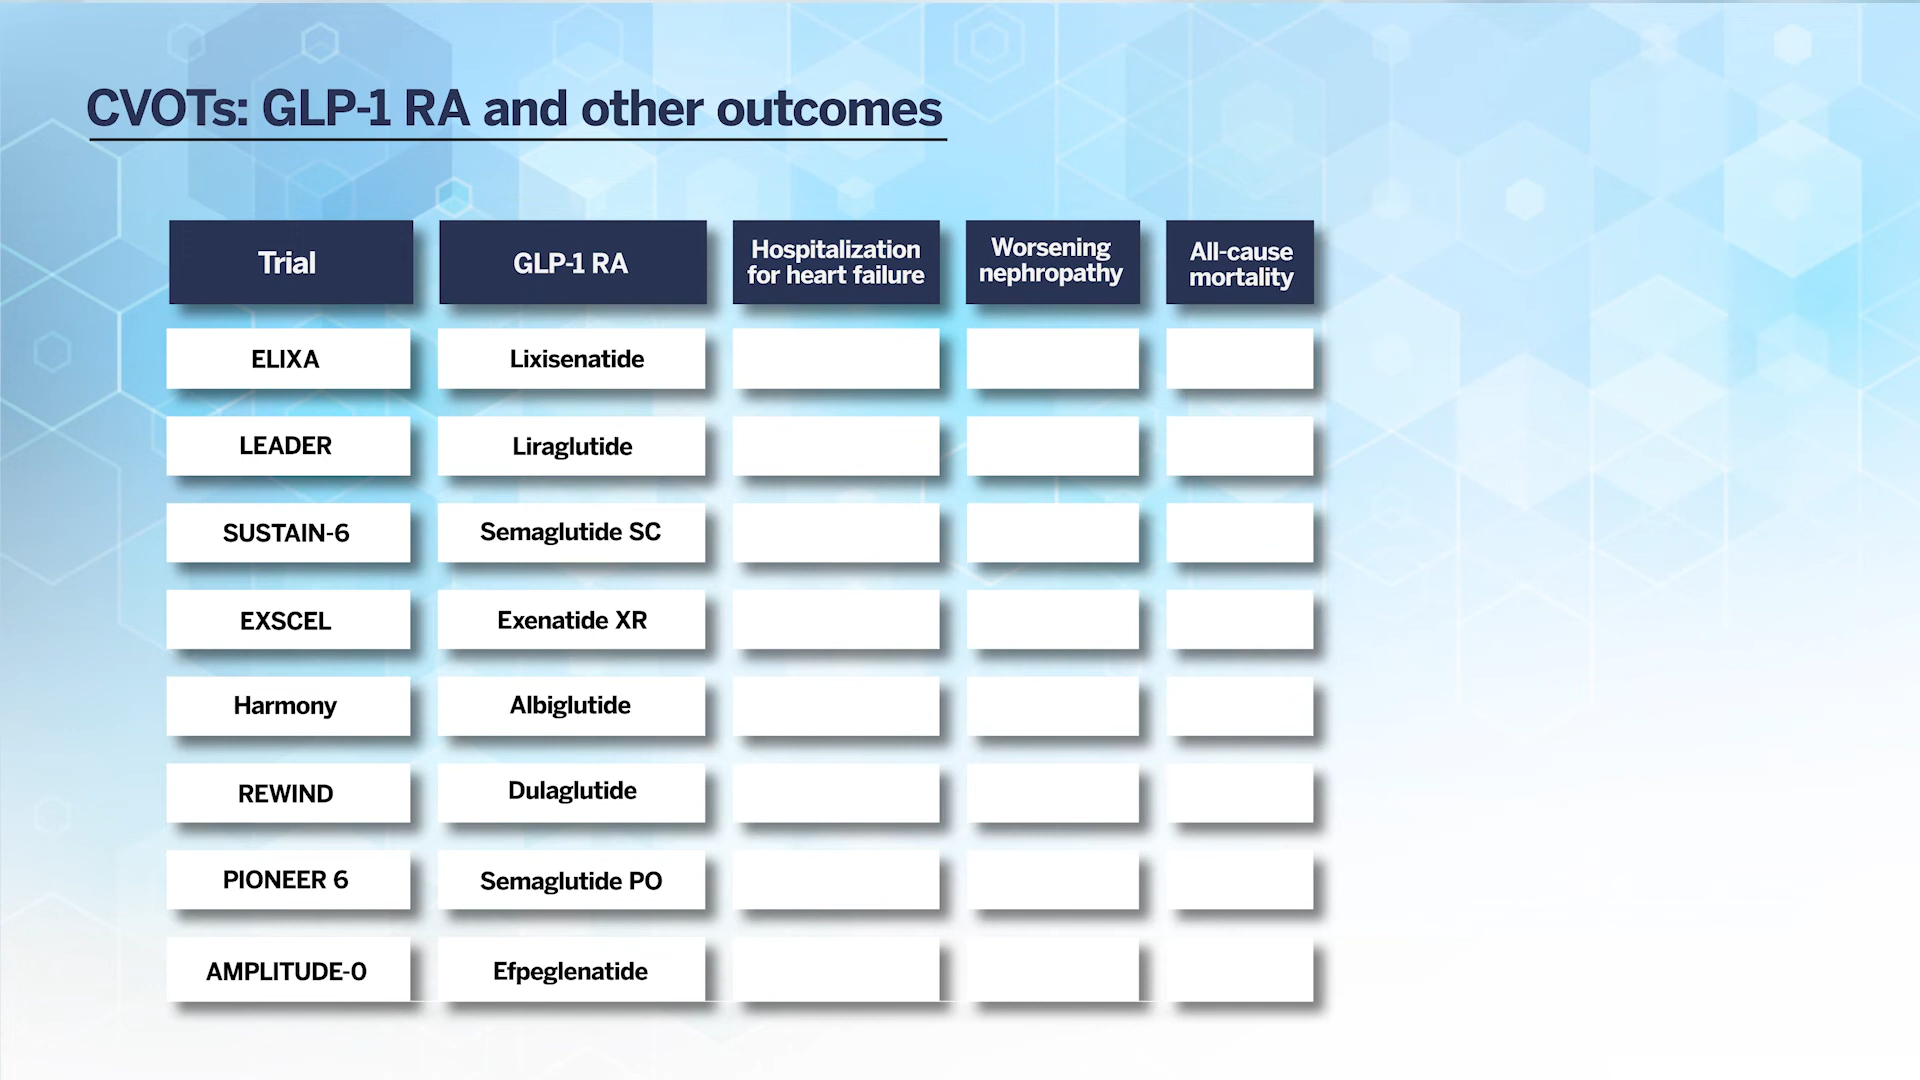 CVOTs: GLP-1 RA and other outcomes
Trial
GLP-1 RA
Hospitalization
for heart failure
Worsening
nephropathy
All-cause
mortality
ELIXA
Lixisenatide
LEADER
Liraglutide
SUSTAIN-6
Semaglutide SC
EXSCEL
Exenatide XR
Harmony
Albiglutide
REWIND
Dulaglutide
PIONEER 6
Semaglutide PO
AMPLITUDE-O
Efpeglenatide